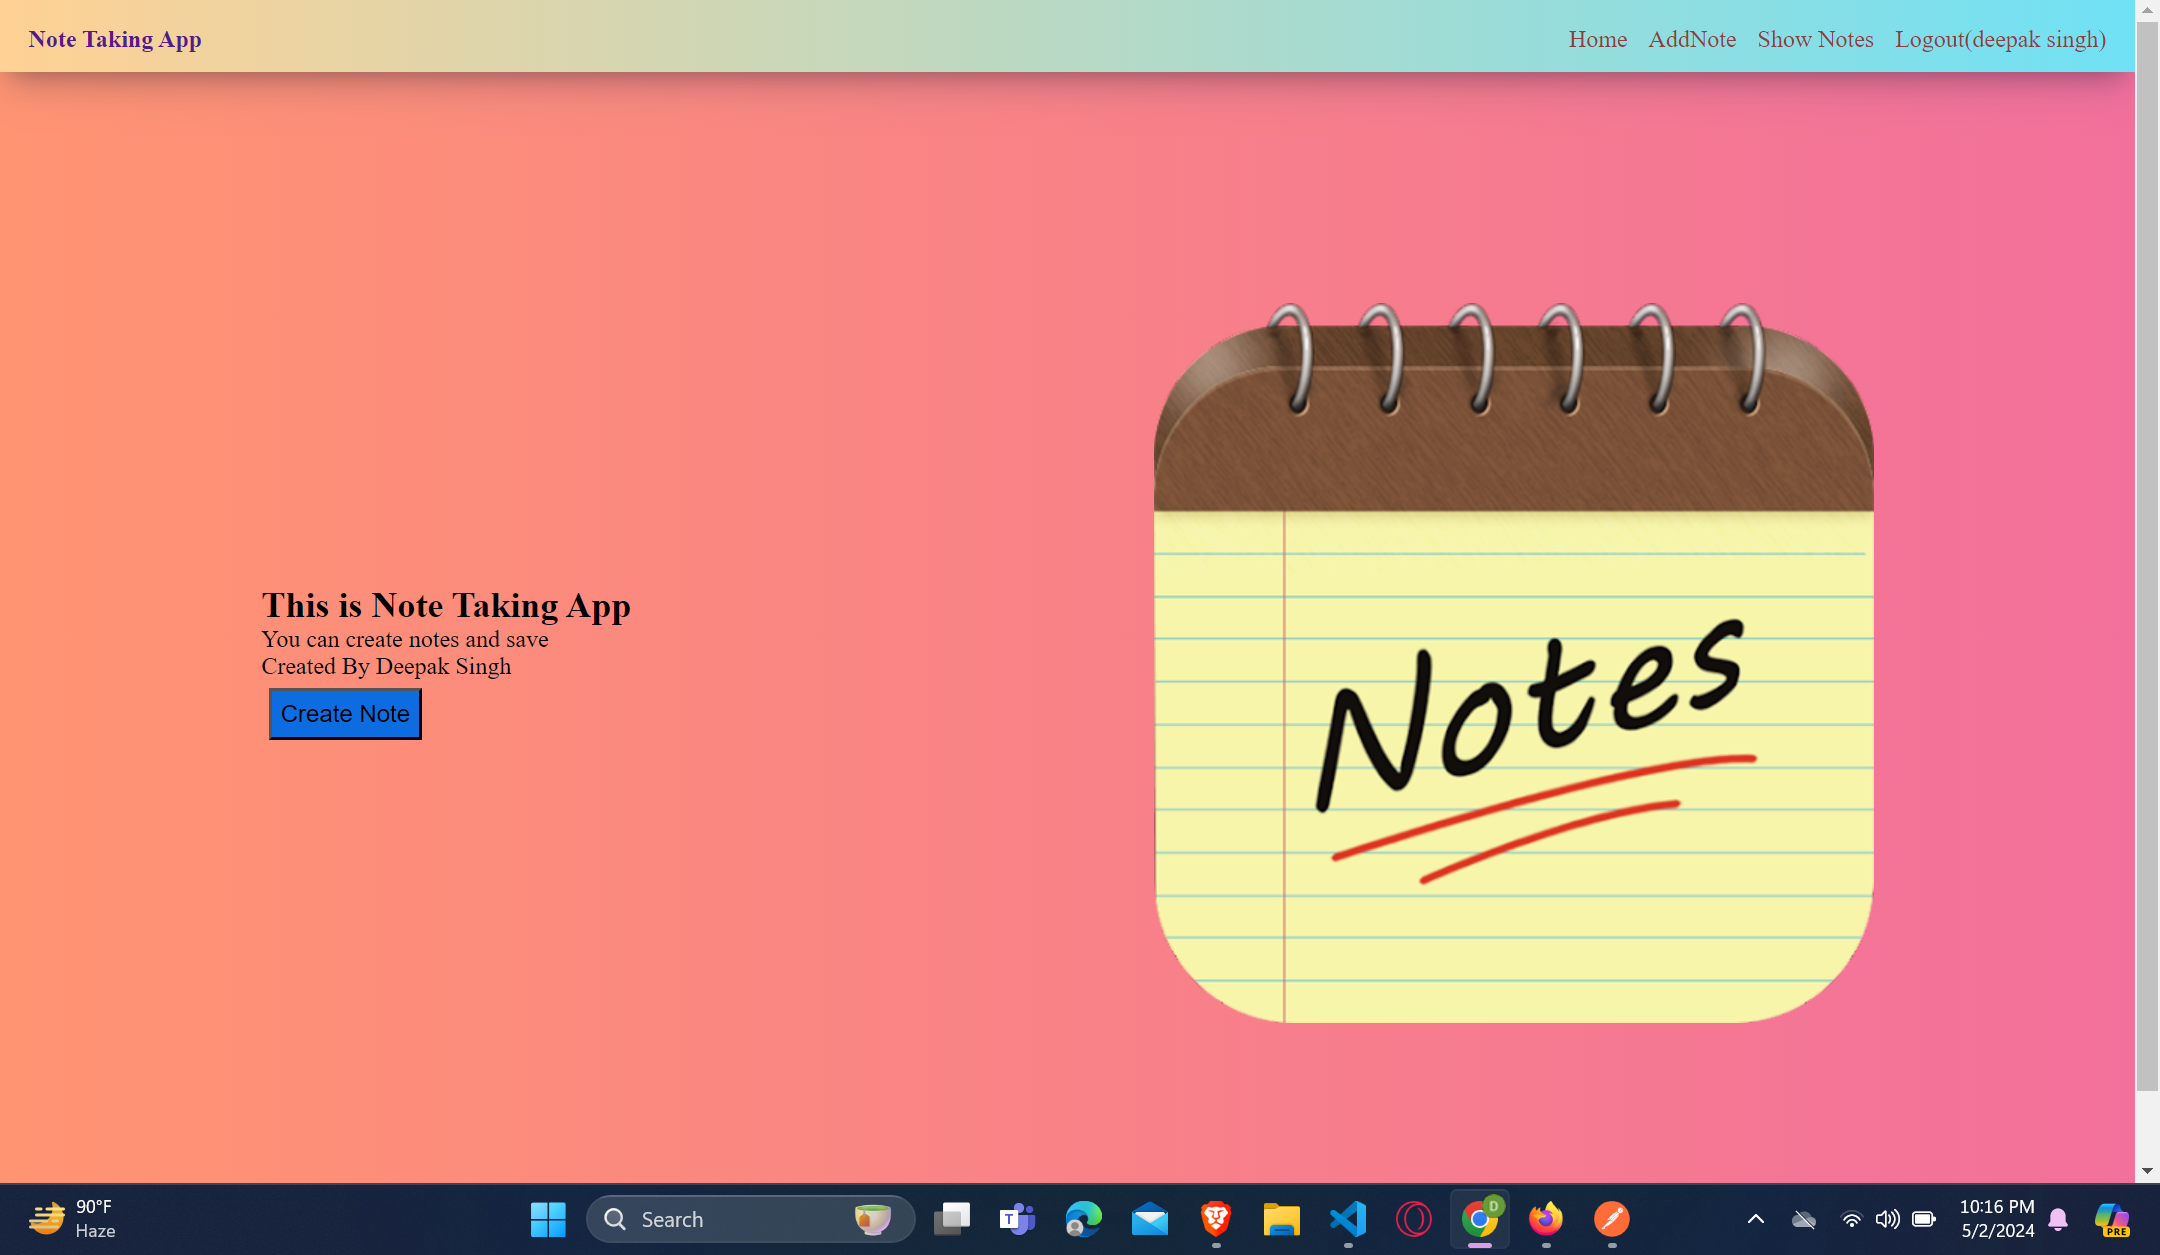 Note Taking App
Home AddNote Show Notes Logout(deepak singh)
This is Note Taking App
You can create notes and save
Created By Deepak Singh
Create Note
Notes
90°F
Haze
Search
T
D
10:16 PM
5/2/2024
PRE